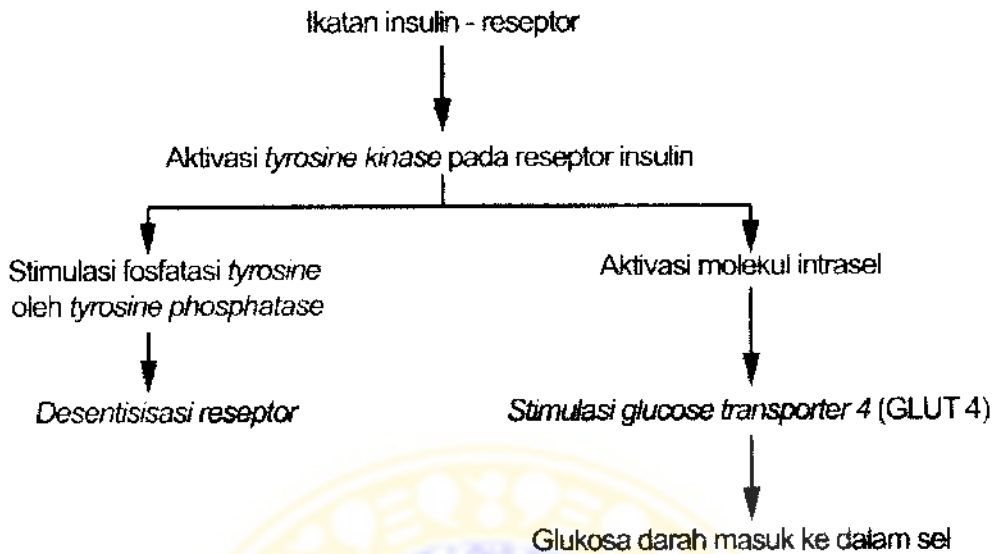 Ikatan insulin - reseptor
Aktivasi tyrosine kinase pada reseptor insulin
Stimulasi fosfatasi tyrosine
oleh tyrosine phosphatase
Aktivasi molekul intrasel
Desentisisasi reseptor
Stimulasi glucose transporter 4 (GLUT 4)
Glukosa darah masuk ke dalam sel